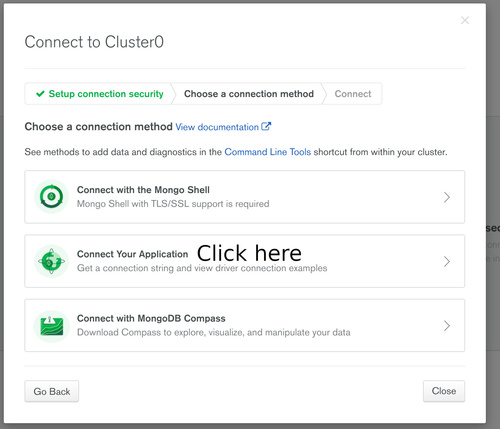 Connect to Cluster0
Setup connection security
Choose a connection method
Connect
Choose a connection method View documentation
See methods to add data and diagnostics in the Command Line Tools shortcut from within your cluster.
Connect with the Mongo Shell
Mongo Shell with TLS/SSL support is required
Connect Your Application
Click here
Get a connection string and view driver connection examples
Connect with MongoDB Compass
Download Compass to explore, visualize, and manipulate your data
Go Back
Close